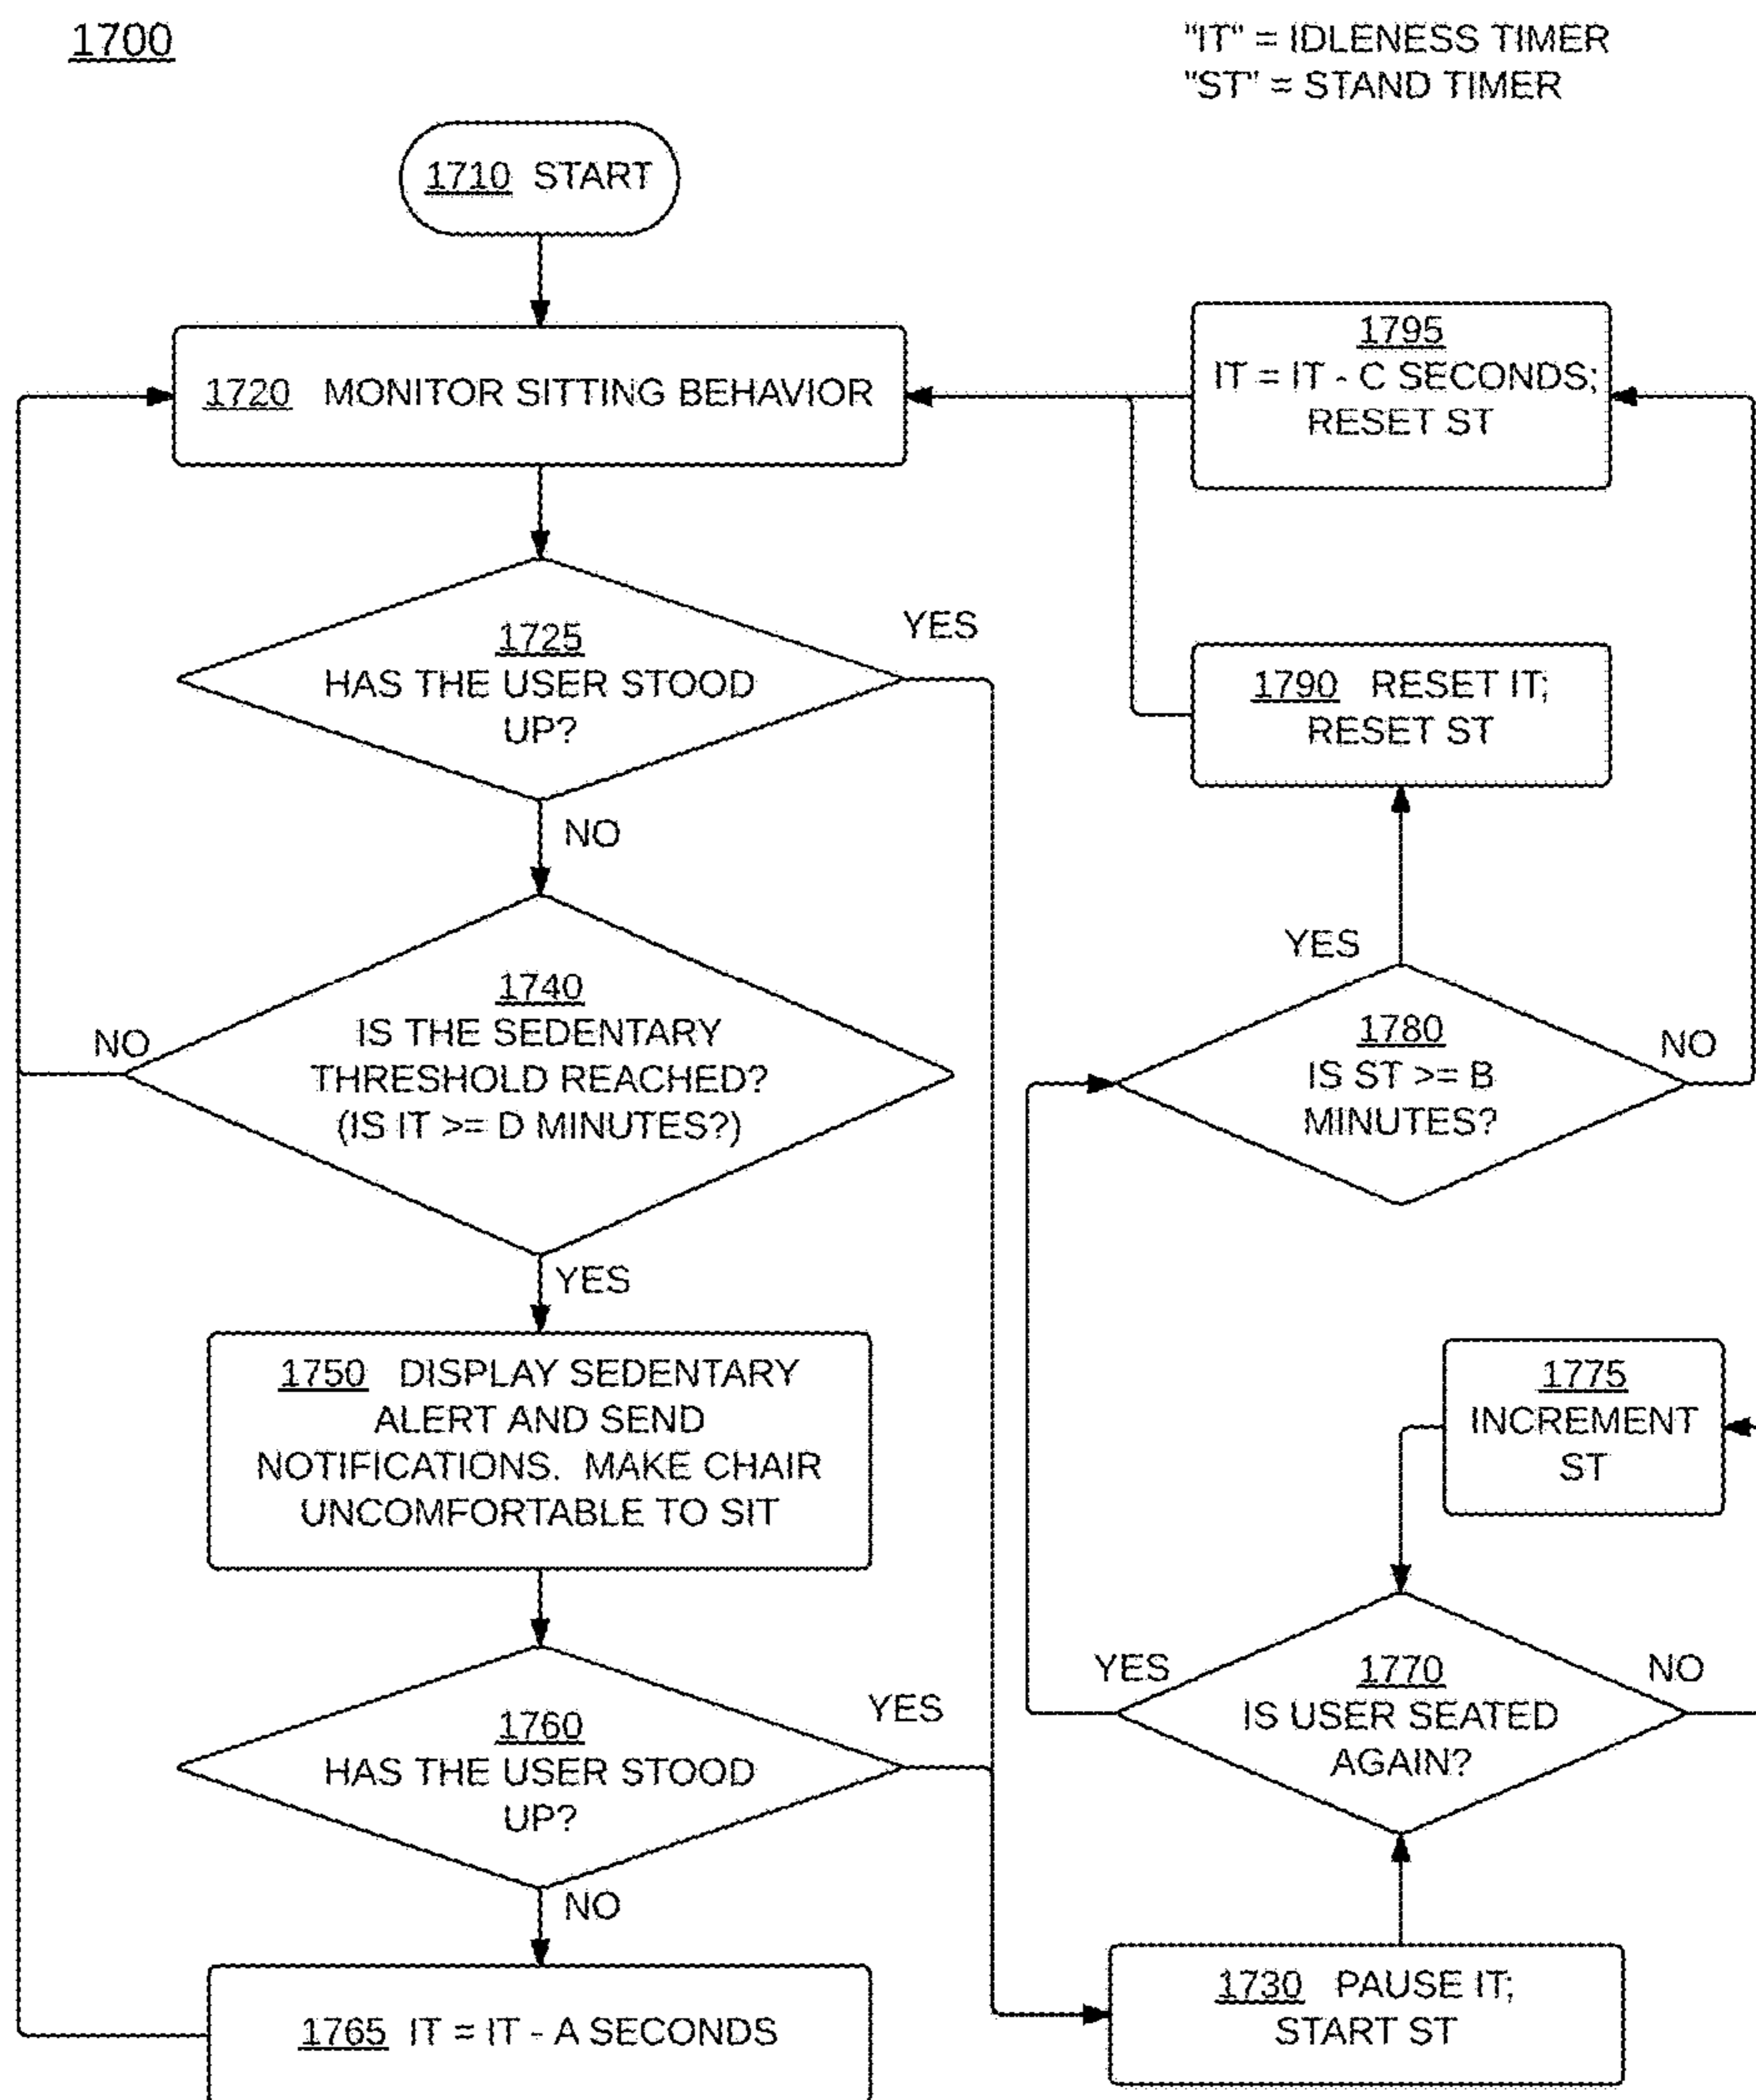 1700
"IT" = IDLENESS TIMER
"ST" = STAND TIMER
1710 START
1720 MONITOR SITTING BEHAVIOR
1795
IT = IT - C SECONDS;
RESET ST
1725
HAS THE USER STOOD
UP?
YES
NO
1790 RESET IT;
RESET ST
1740
IS THE SEDENTARY
THRESHOLD REACHED?
(IS IT >= D MINUTES?)
NO
YES
YES
1780
IS ST >= B
MINUTES?
NO
1750 DISPLAY SEDENTARY
ALERT AND SEND
NOTIFICATIONS. MAKE CHAIR
UNCOMFORTABLE TO SIT
1775
INCREMENT
ST
1760
HAS THE USER STOOD
UP?
YES
NO
YES
1770
IS USER SEATED
AGAIN?
NO
1765 IT = IT - A SECONDS
1730 PAUSE IT;
START ST